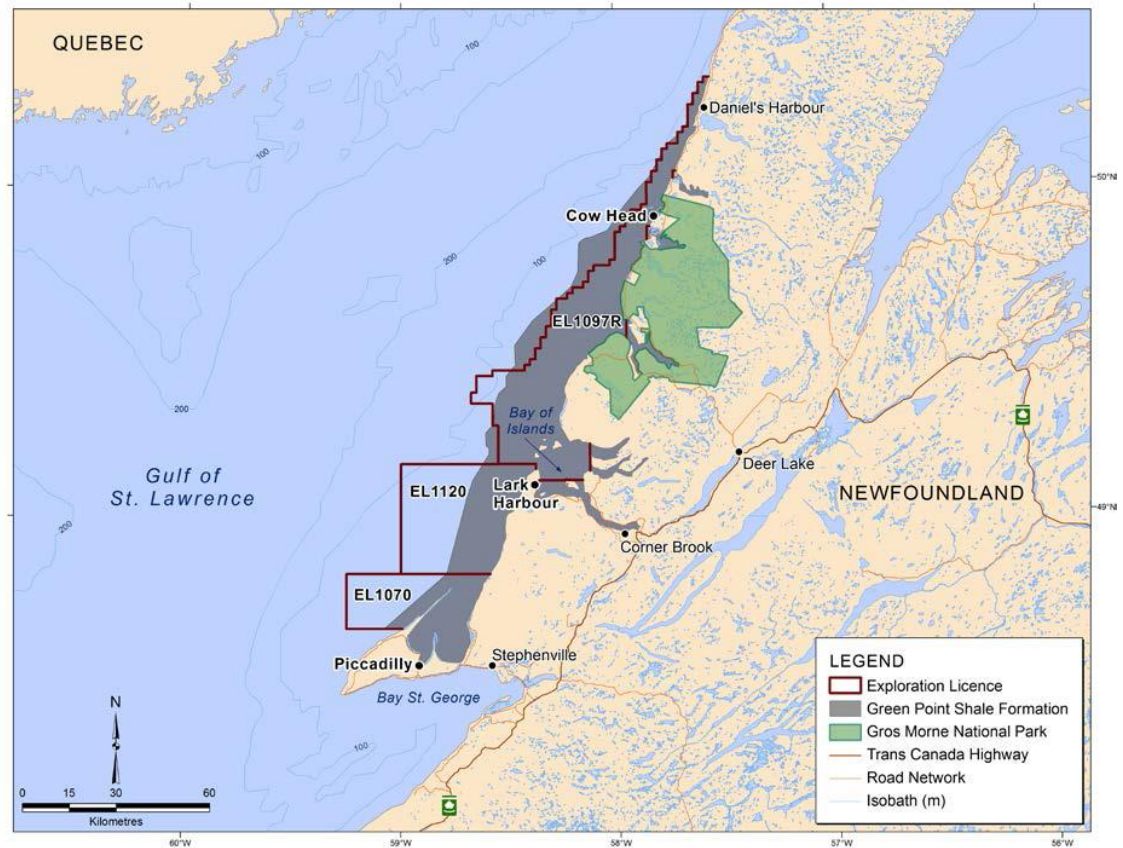 QUEBEC
100
100
Daniel's Harbour
50°N
Cow Head
200
100
EL1097R
200
Bay of
Islands
Gulf of
St. Lawrence
Deer Lake
EL1120
Lark
Harbour
NEWFOUNDLAND
49°N
200
Corner Brook
EL1070
Piccadilly
Stephenville
Bay St. George
100
N
0 15 30 60
Kilometres
LEGEND
Exploration Licence
Green Point Shale Formation
Gros Morne National Park
Trans Canada Highway
Road Network
Isobath (m)
60°W
59°W
58°W
57°W
56°W